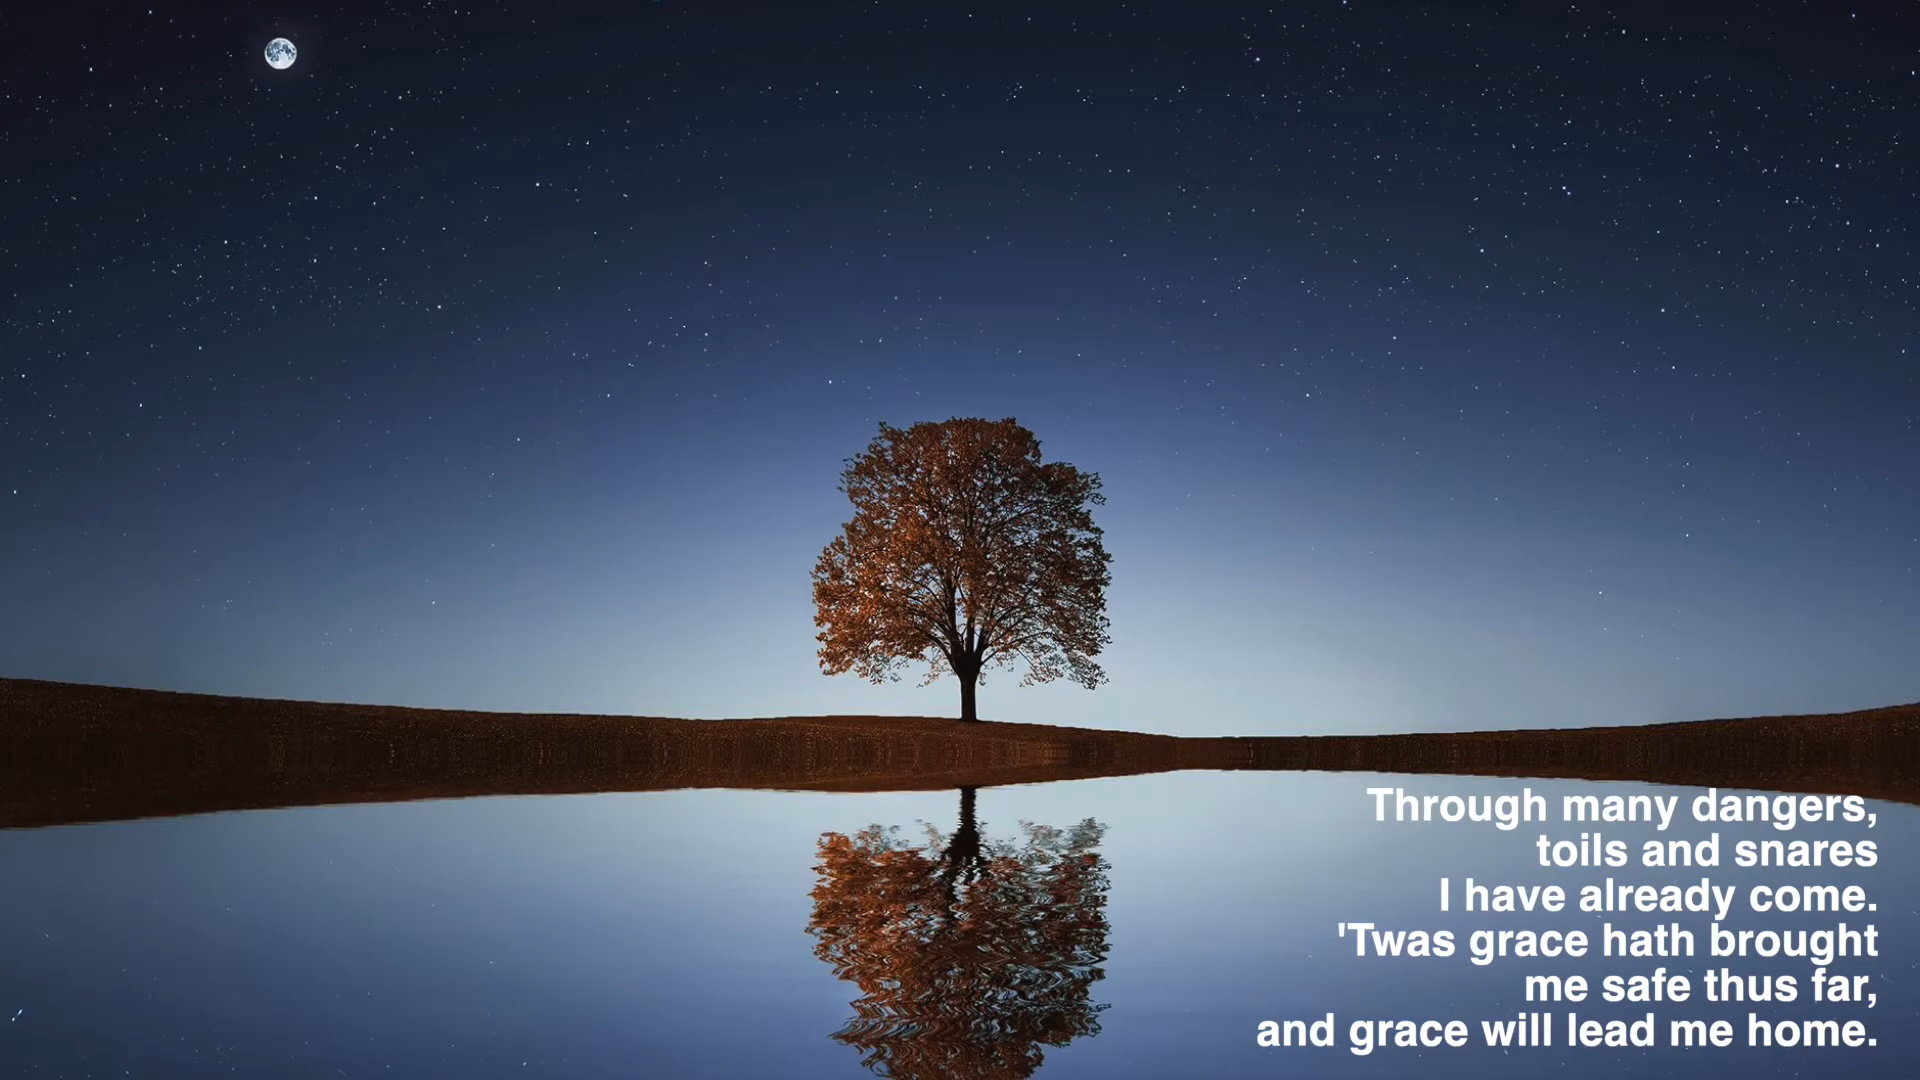 Through many dangers,
toils and snares
I have already come.
'Twas grace hath brought
me safe thus far,
and grace will lead me home.